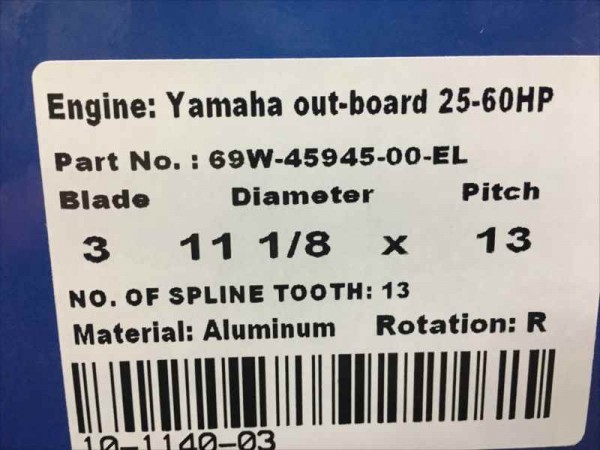 Engine: Yamaha out-board 25-60HP
Part No. : 69W-45945-00-EL
Blade Diameter Pitch
3 11 1/8 x 13
NO. OF SPLINE TOOTH: 13
Material: Aluminum Rotation: R
10-1140-03